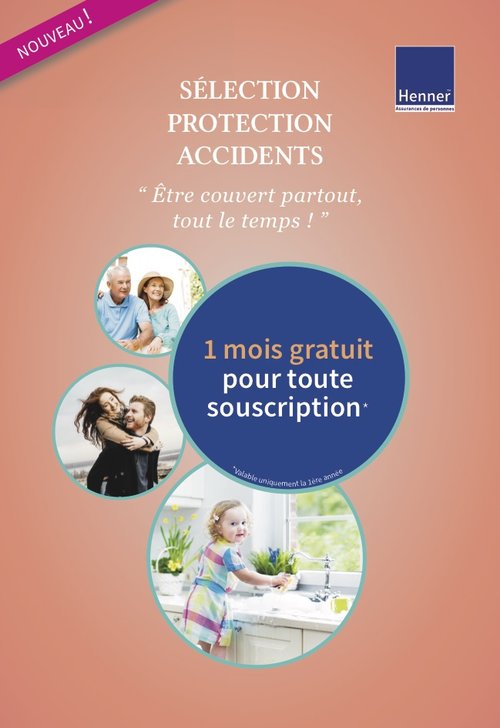 NOUVEAU !
Henner
Assurances de personnes
SÉLECTION
PROTECTION
ACCIDENTS
“ Être couvert partout,
tout le temps ! ”
1 mois gratuit
pour toute
souscription*
*Valable uniquement la 1ère année